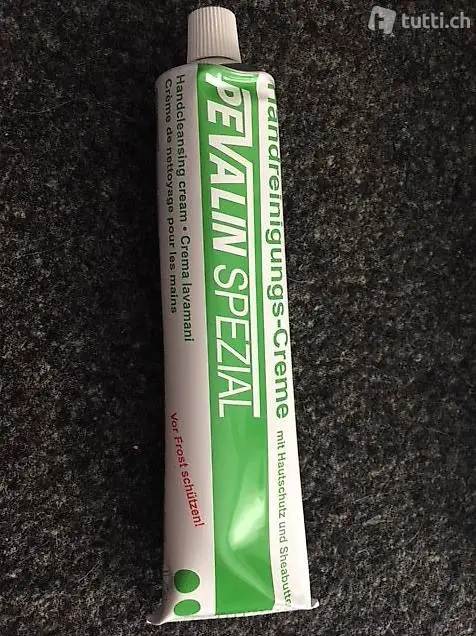 tutti.ch
Handreinigungs-Creme
mit Hautschutz und Sheabutte
PEVALIN SPEZIAL
Handcleansing cream • Crema lavamani
Crème de nettoyage pour les mains
Vor Frost schützen!